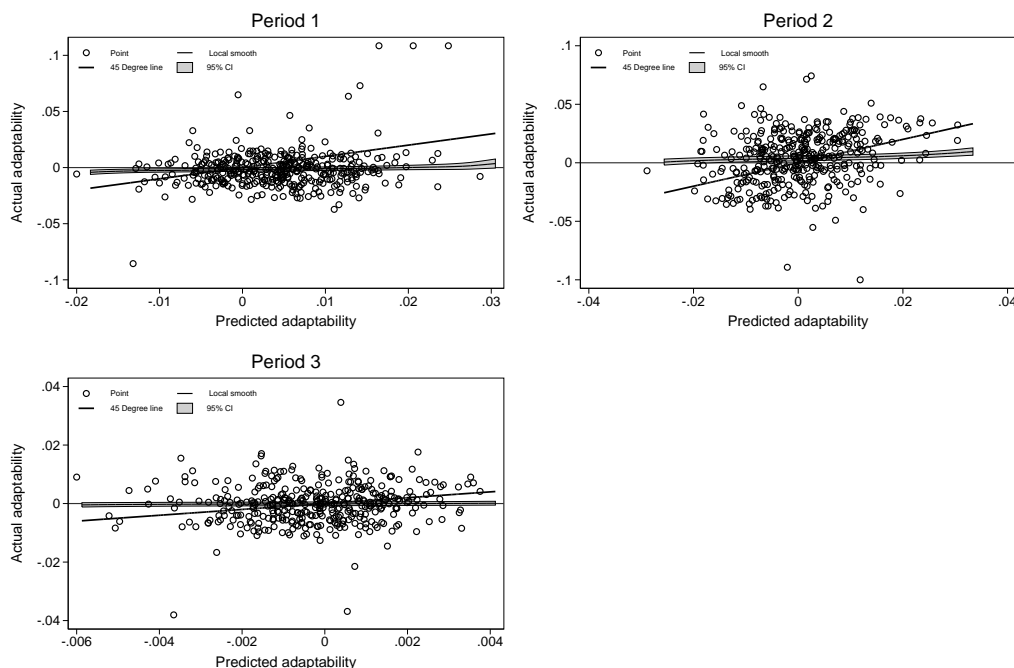 Period 1
Point
Local smooth
45 Degree line
95% CI
Actual adaptability
.1
.05
0
-.05
-.1
-.02
-.01
0
.01
.02
.03
Predicted adaptability
Period 2
Point
Local smooth
45 Degree line
95% CI
Actual adaptability
.1
.05
0
-.05
-.1
-.04
-.02
0
.02
.04
Predicted adaptability
Period 3
Point
Local smooth
45 Degree line
95% CI
Actual adaptability
.04
.02
0
-.02
-.04
-.006
-.004
-.002
0
.002
.004
Predicted adaptability